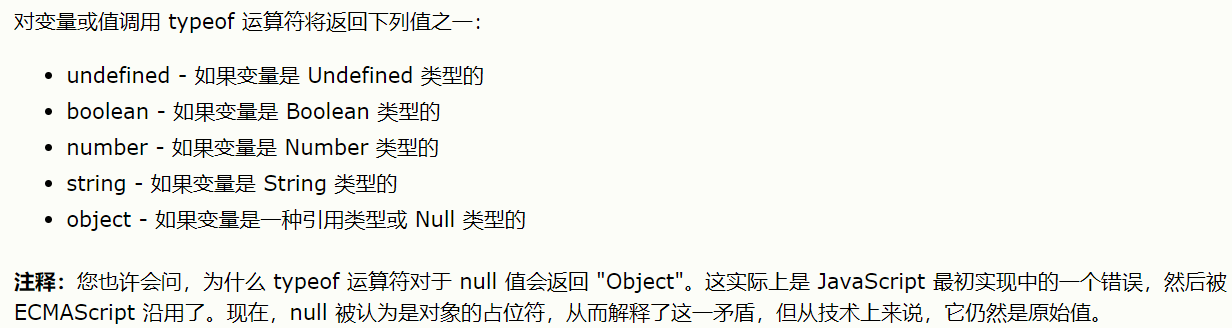 对变量或值调用 typeof 运算符将返回下列值之一：
• undefined - 如果变量是 Undefined 类型的
• boolean - 如果变量是 Boolean 类型的
• number - 如果变量是 Number 类型的
• string - 如果变量是 String 类型的
• object - 如果变量是一种引用类型或 Null 类型的
注释：您也许会问，为什么 typeof 运算符对于 null 值会返回 "Object"。这实际上是 JavaScript 最初实现中的一个错误，然后被
ECMAScript 沿用了。现在，null 被认为是对象的占位符，从而解释了这一矛盾，但从技术上来说，它仍然是原始值。